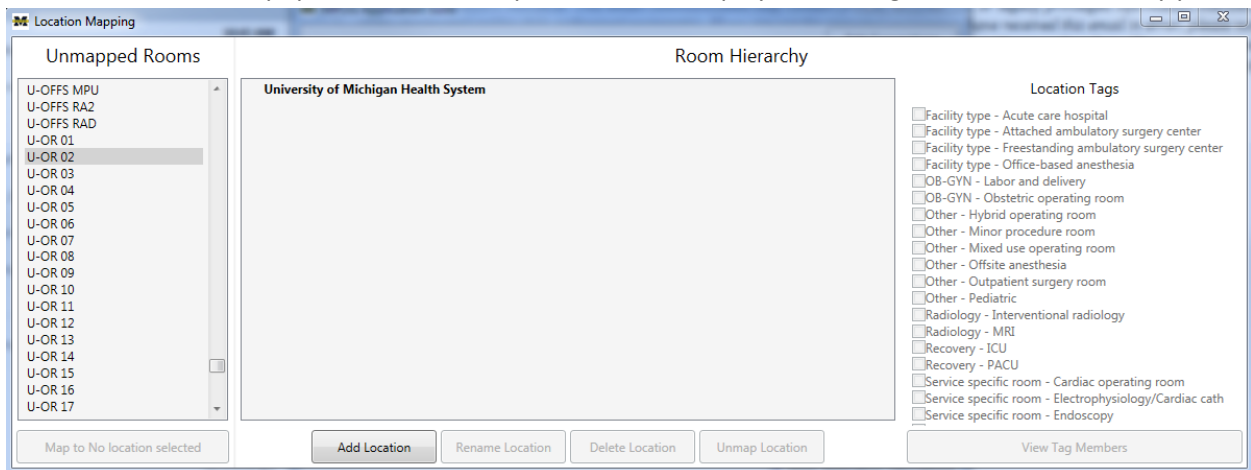 Location Mapping
Unmapped Rooms
U-OFFS MPU
U-OFFS RA2
U-OFFS RAD
U-OR 01
U-OR 02
U-OR 03
U-OR 04
U-OR 05
U-OR 06
U-OR 07
U-OR 08
U-OR 09
U-OR 10
U-OR 11
U-OR 12
U-OR 13
U-OR 14
U-OR 15
U-OR 16
U-OR 17
Map to No location selected
Room Hierarchy
University of Michigan Health System
Add Location
Rename Location
Delete Location
Unmap Location
Location Tags
Facility type - Acute care hospital
Facility type - Attached ambulatory surgery center
Facility type - Freestanding ambulatory surgery center
Facility type - Office-based anesthesia
OB-GYN - Labor and delivery
OB-GYN - Obstetric operating room
Other - Hybrid operating room
Other - Minor procedure room
Other - Mixed use operating room
Other - Offsite anesthesia
Other - Outpatient surgery room
Other - Pediatric
Radiology - Interventional radiology
Radiology - MRI
Recovery - ICU
Recovery - PACU
Service specific room - Cardiac operating room
Service specific room - Electrophysiology/Cardiac cath
Service specific room - Endoscopy
View Tag Members